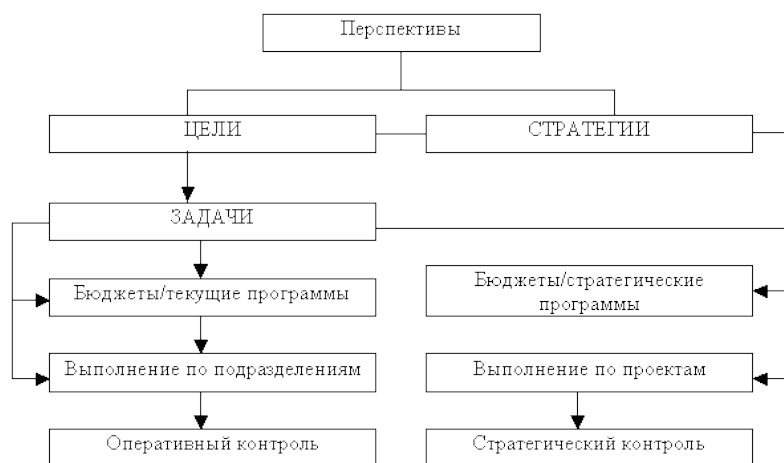 Перспективы
ЦЕЛИ
СТРАТЕГИИ
ЗАДАЧИ
Бюджеты/текущие программы
Бюджеты/стратегические
программы
Выполнение по подразделениям
Выполнение по проектам
Оперативный контроль
Стратегический контроль